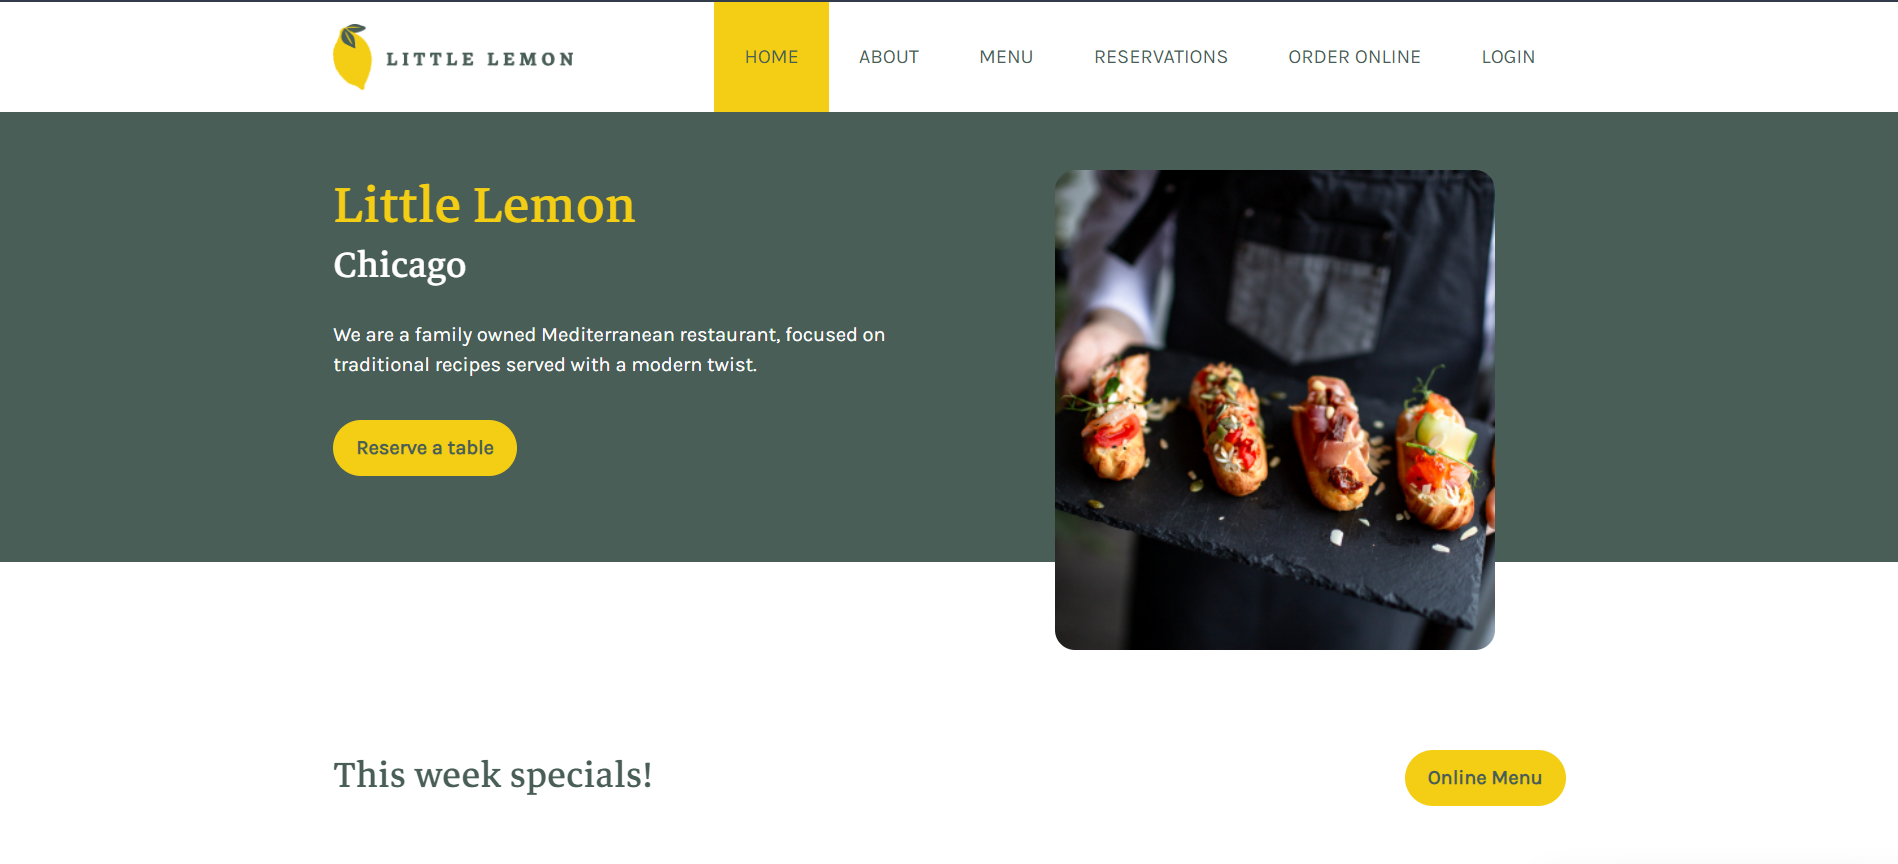 LITTLE LEMON
HOME ABOUT MENU RESERVATIONS ORDER ONLINE LOGIN
Little Lemon
Chicago
We are a family owned Mediterranean restaurant, focused on
traditional recipes served with a modern twist.
Reserve a table
This week specials!
Online Menu